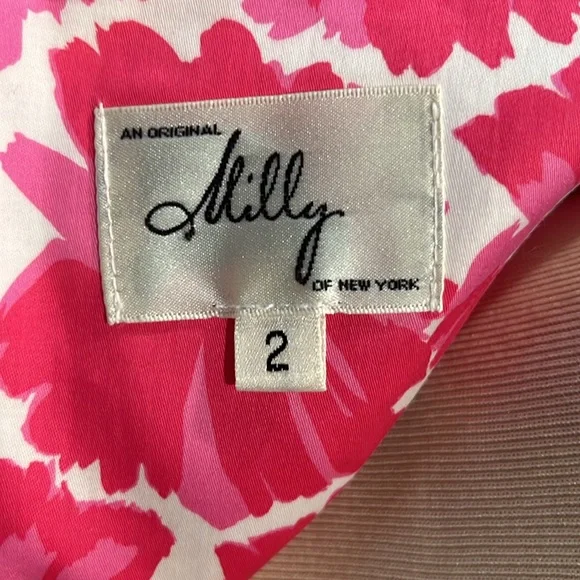 AN ORIGINAL
Milly
OF NEW YORK
2